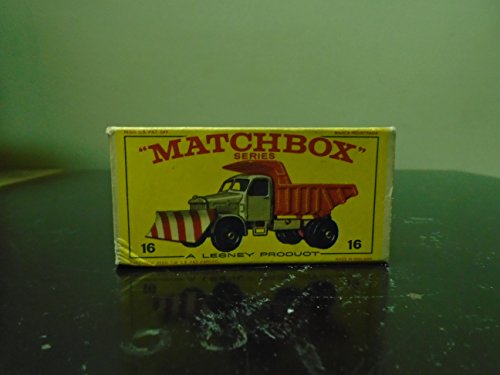 "MATCHBOX"
SERIES
16 16
A LESNEY PRODUCT